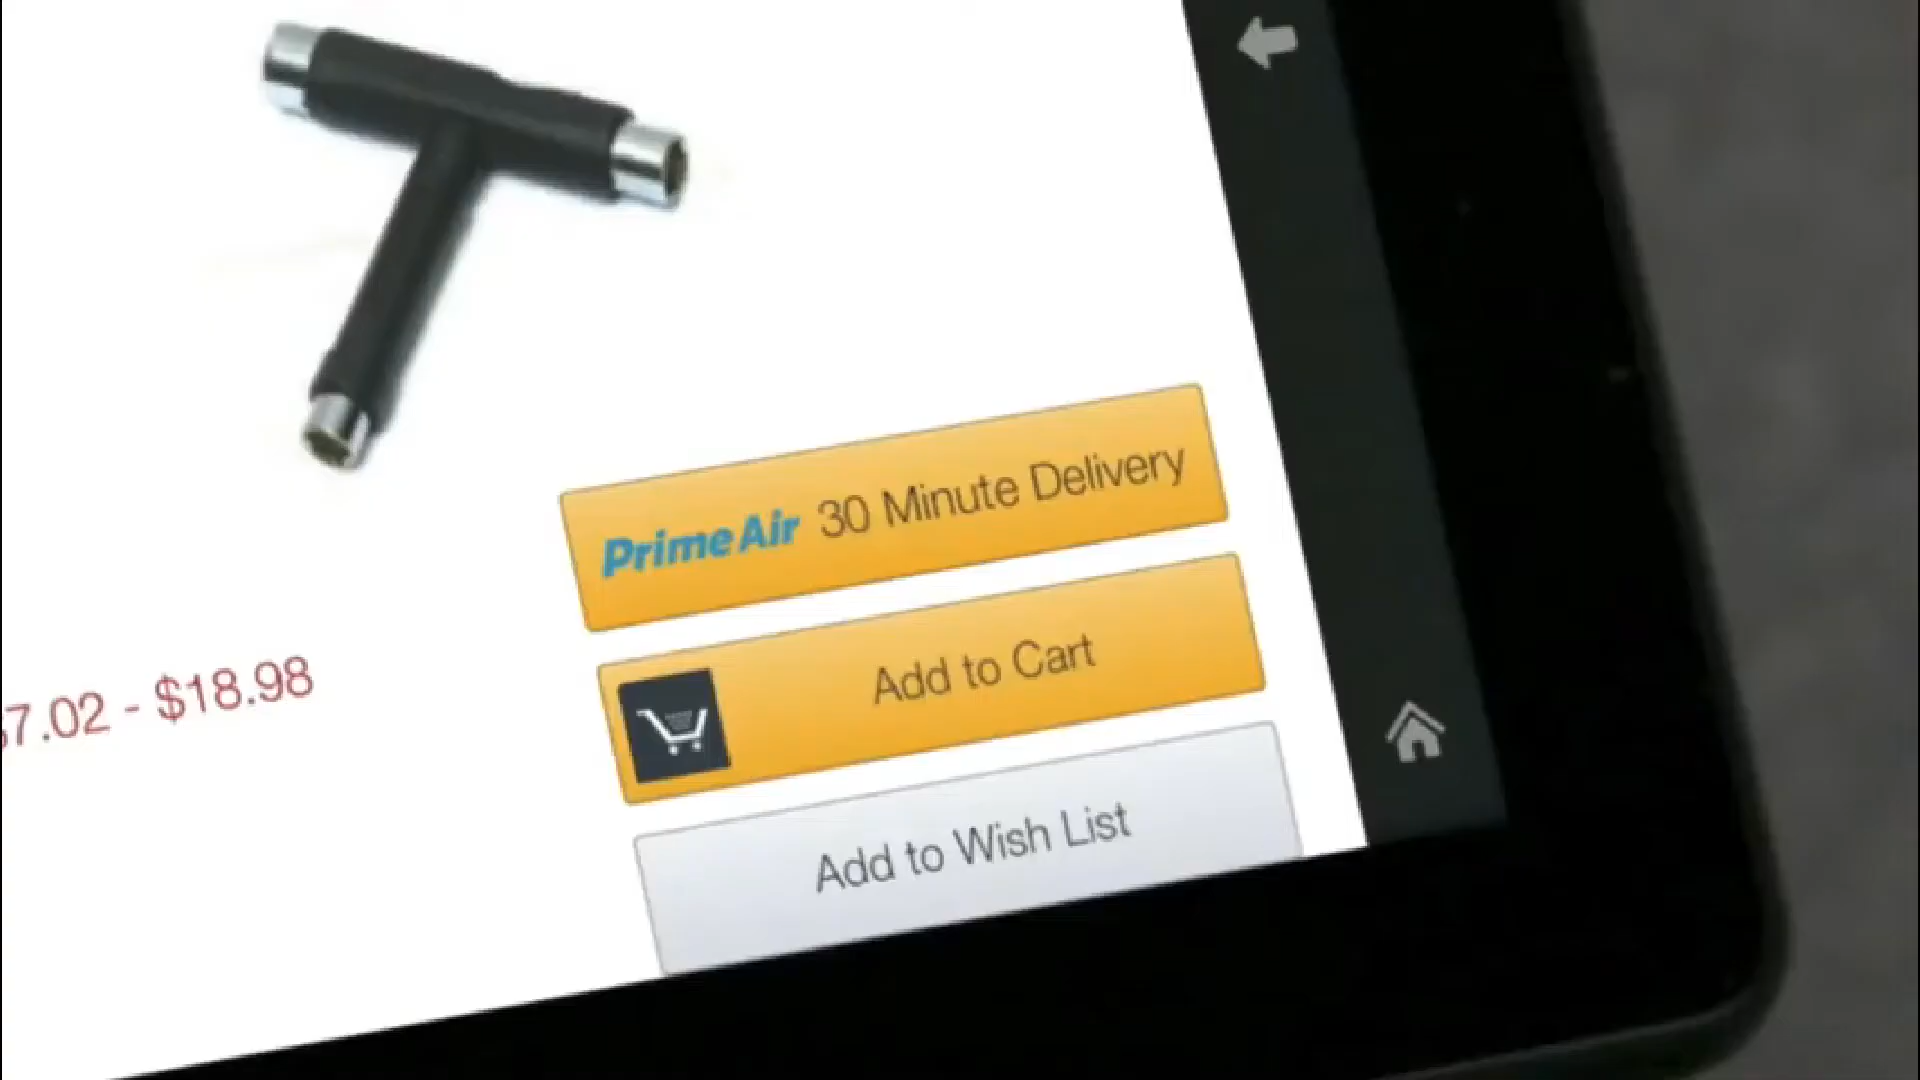 Prime Air 30 Minute Delivery
7.02 - $18.98
Add to Cart
Add to Wish List